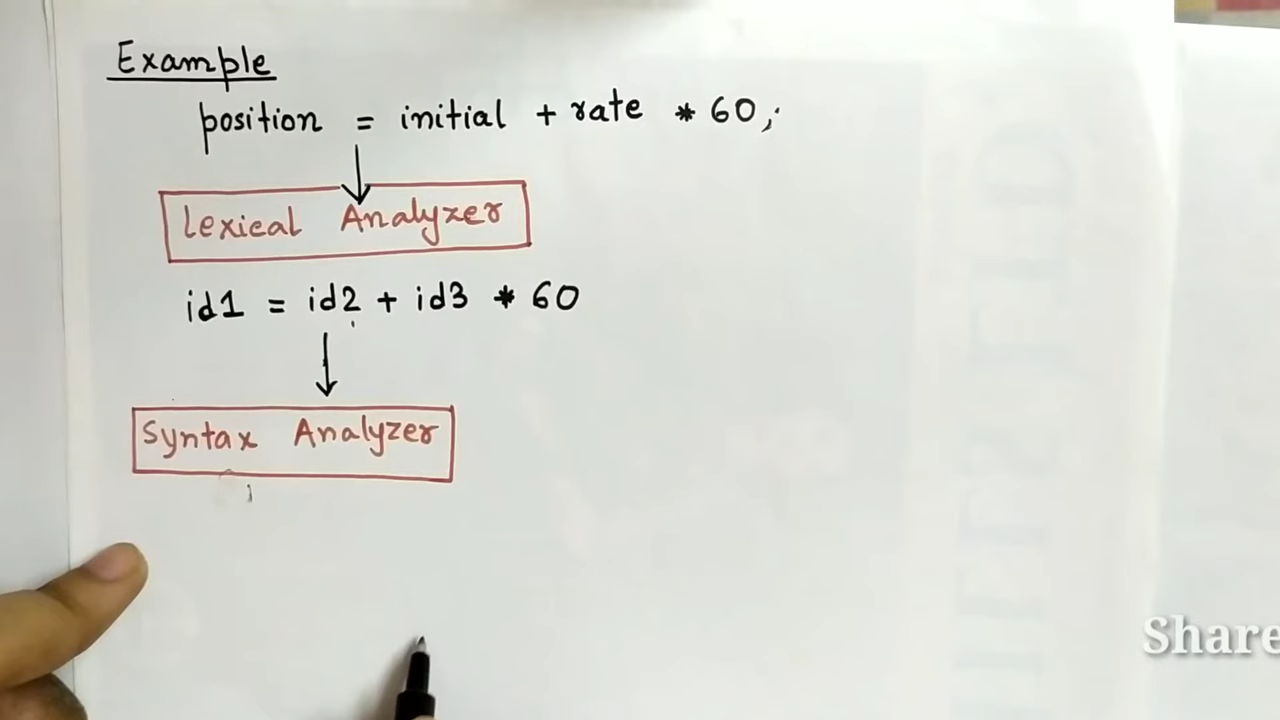 Example
position = initial + rate * 60;
Lexical Analyzer
id1 = id2 + id3 * 60
Syntax Analyzer
Share